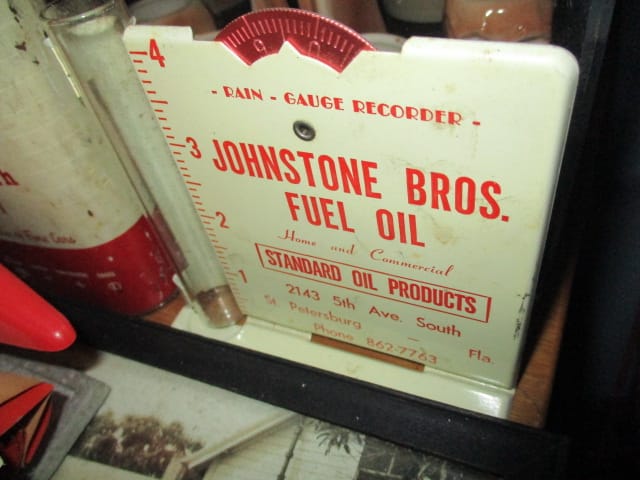 4
- RAIN - GAUGE RECORDER -
3
JOHNSTONE BROS.
FUEL OIL
2
Home and Commercial
STANDARD OIL PRODUCTS
1
2143 5th Ave. South
St. Petersburg - Fla.
Phone 862-7763